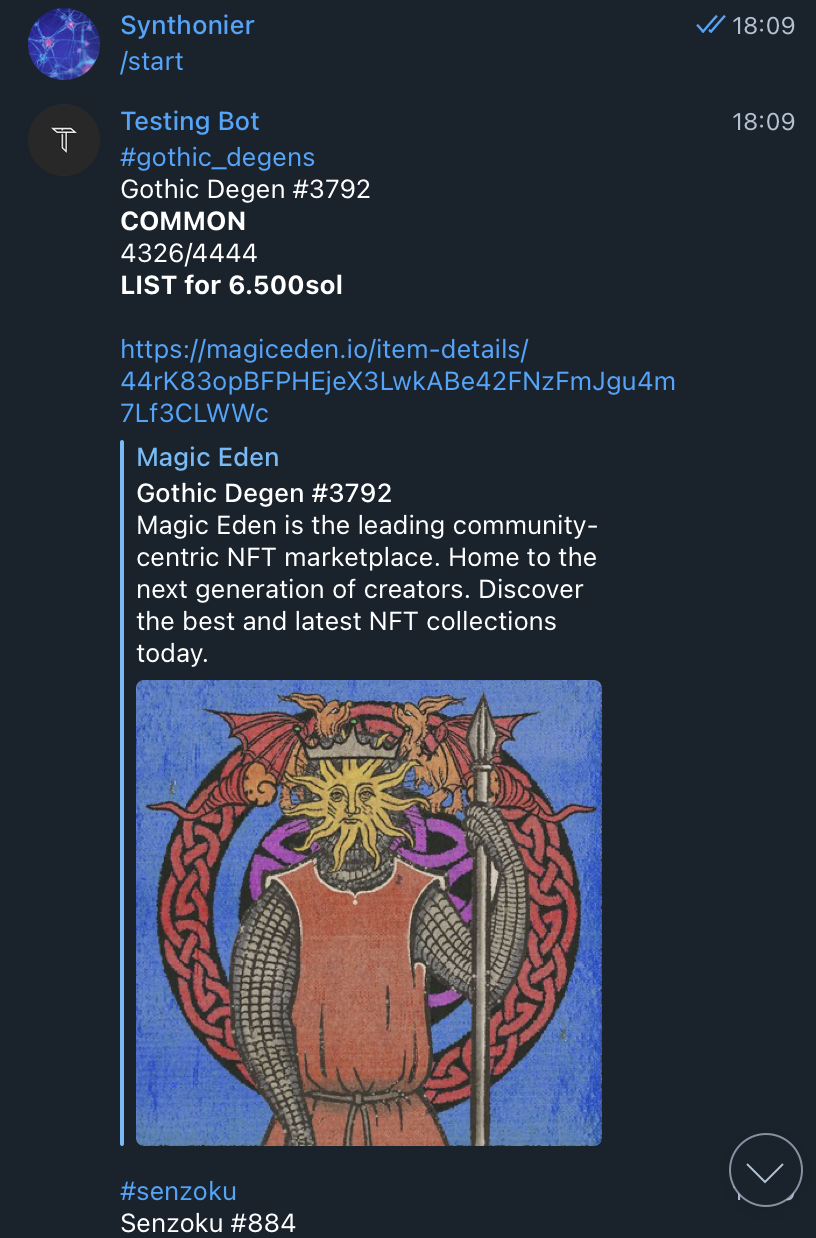 Synthonier 18:09
/start
Testing Bot 18:09
#gothic_degens
Gothic Degen #3792
COMMON
4326/4444
LIST for 6.500sol
https://magiceden.io/item-details/
44rK83opBFPHEjeX3LwkABe42FNzFmJgu4m
7Lf3CLWWc
Magic Eden
Gothic Degen #3792
Magic Eden is the leading community-
centric NFT marketplace. Home to the
next generation of creators. Discover
the best and latest NFT collections
today.
#senzoku
Senzoku #884